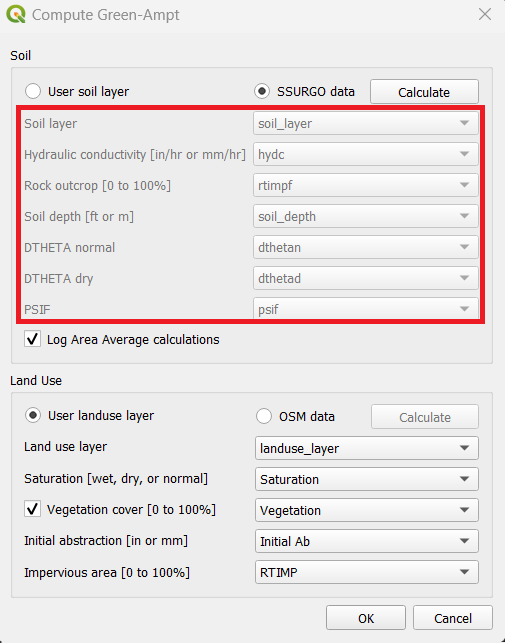 Compute Green-Ampt
Soil
User soil layer SSURGO data Calculate
Soil layer soil_layer
Hydraulic conductivity [in/hr or mm/hr] hydc
Rock outcrop [0 to 100%] rtimpf
Soil depth [ft or m] soil_depth
DTHETA normal dthetan
DTHETA dry dthetad
PSIF psif
Log Area Average calculations
Land Use
User landuse layer OSM data Calculate
Land use layer landuse_layer
Saturation [wet, dry, or normal] Saturation
Vegetation cover [0 to 100%] Vegetation
Initial abstraction [in or mm] Initial Ab
Impervious area [0 to 100%] RTIMP
OK Cancel